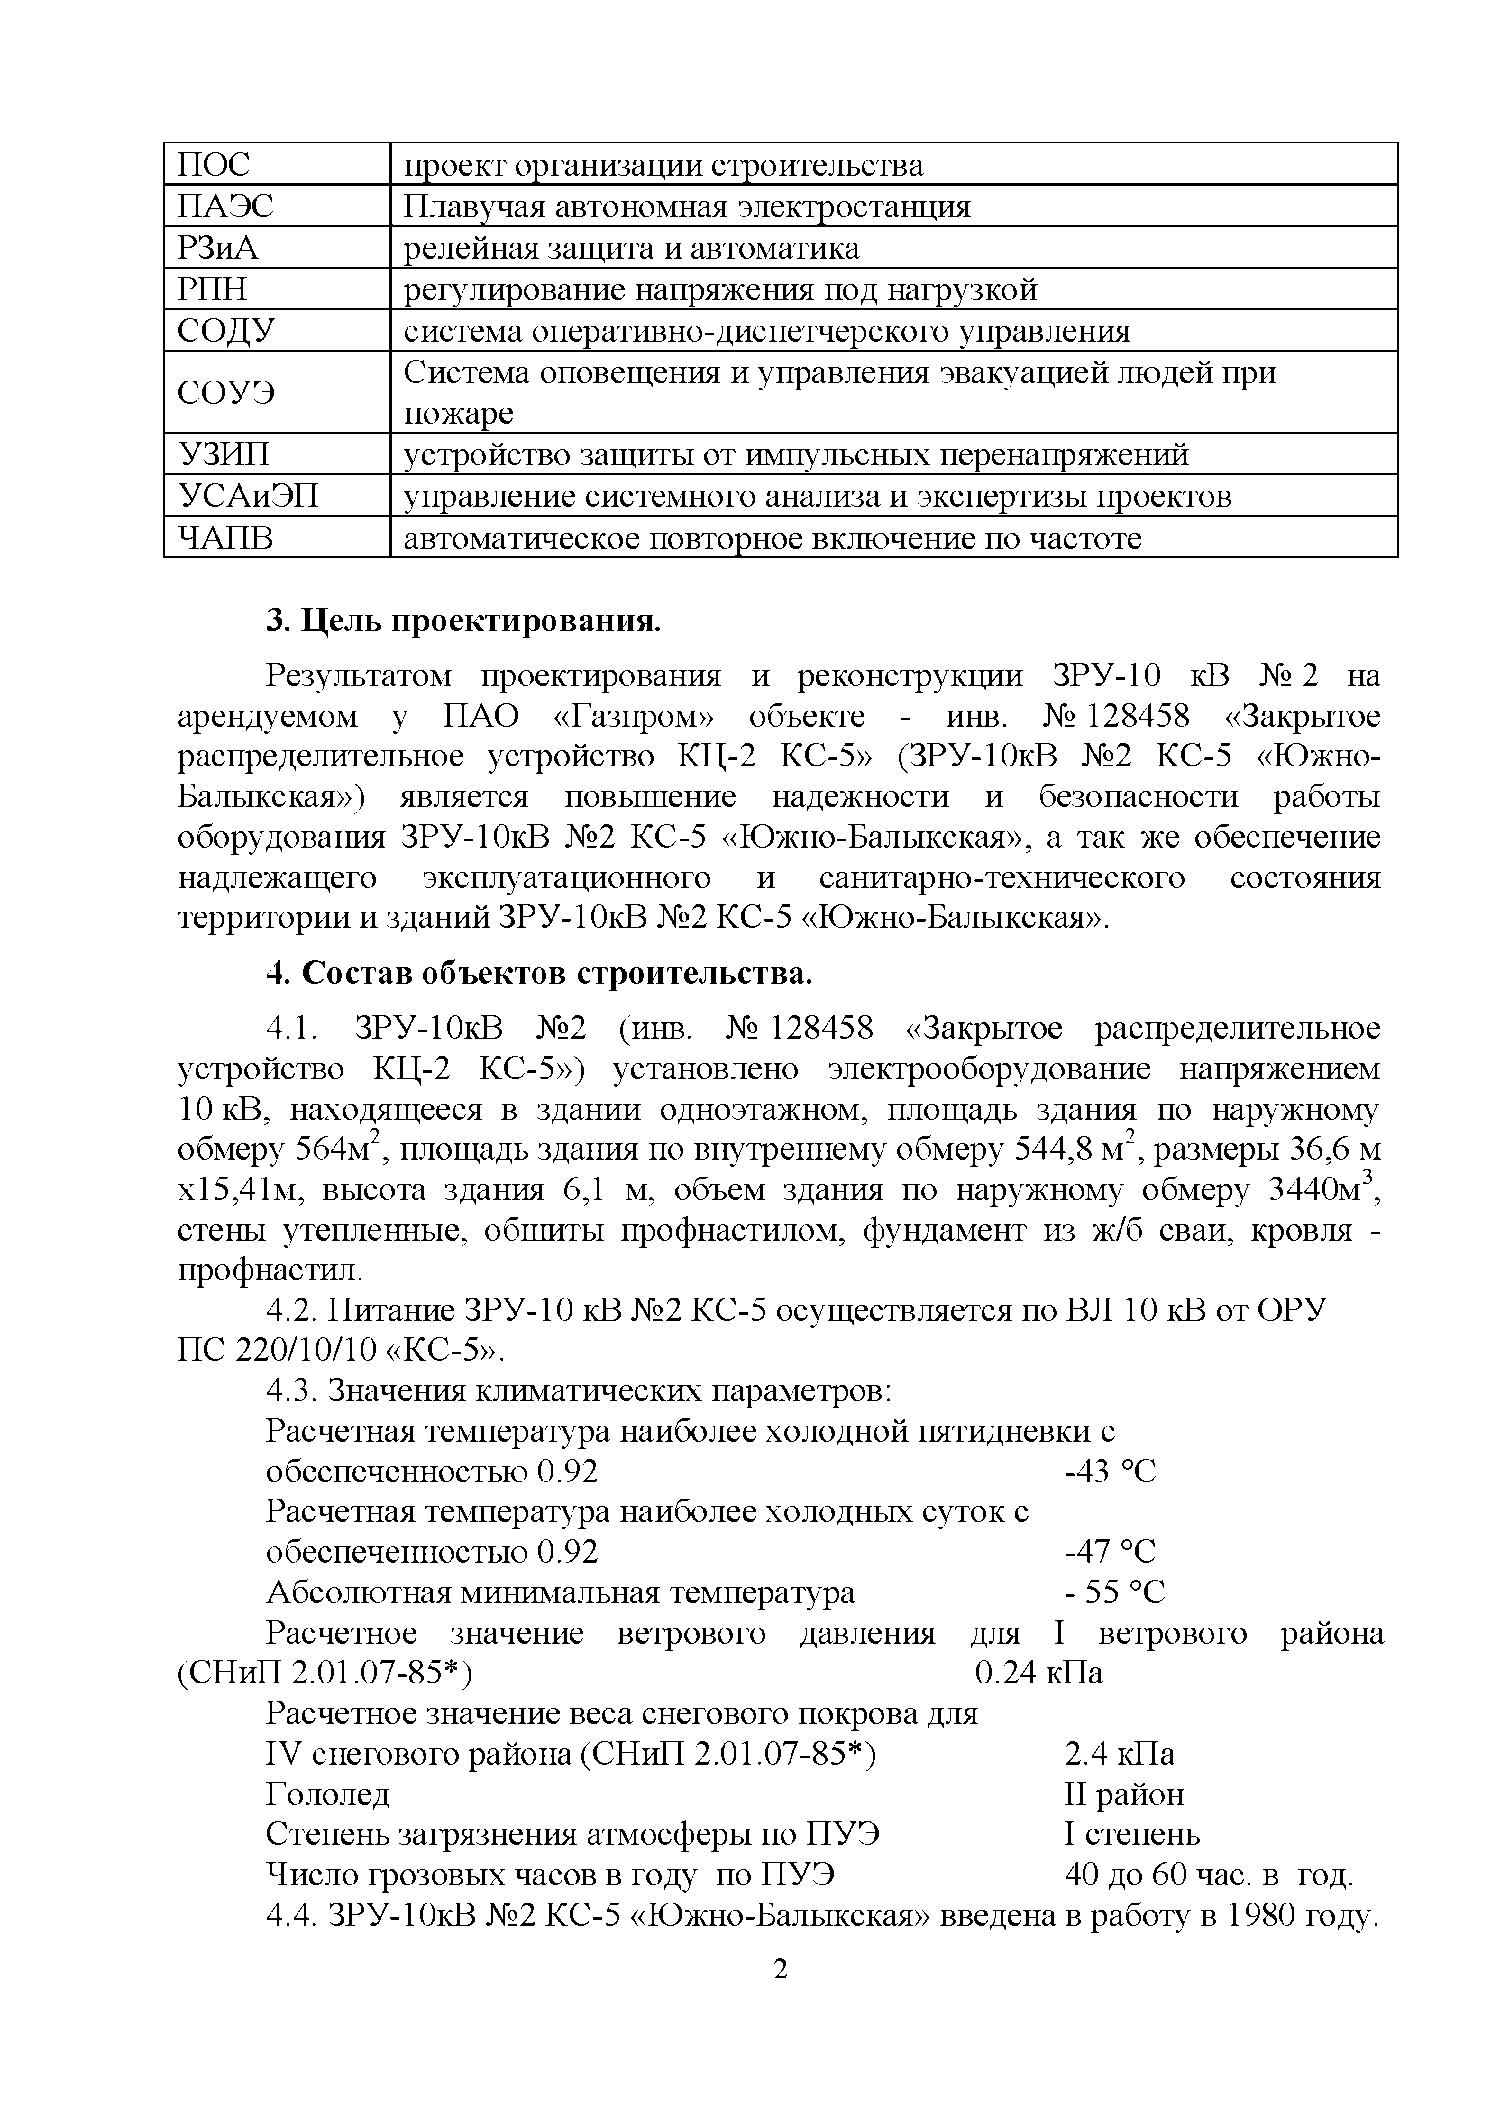 ПОС проект организации строительства
ПАЭС Плавучая автономная электростанция
РЗиА релейная защита и автоматика
РПН регулирование напряжения под нагрузкой
СОДУ система оперативно-диспетчерского управления
СОУЭ Система оповещения и управления эвакуацией людей при
пожаре
УЗИП устройство защиты от импульсных перенапряжений
УСАиЭП управление системного анализа и экспертизы проектов
ЧАПВ автоматическое повторное включение по частоте
3. Цель проектирования.
Результатом проектирования и реконструкции ЗРУ-10 кВ № 2 на
арендуемом у ПАО «Газпром» объекте - инв. № 128458 «Закрытое
распределительное устройство КЦ-2 КС-5» (ЗРУ-10кВ №2 КС-5 «Южно-
Балыкская») является повышение надежности и безопасности работы
оборудования ЗРУ-10кВ №2 КС-5 «Южно-Балыкская», а так же обеспечение
надлежащего эксплуатационного и санитарно-технического состояния
территории и зданий ЗРУ-10кВ №2 КС-5 «Южно-Балыкская».
4. Состав объектов строительства.
4.1. ЗРУ-10кВ №2 (инв. № 128458 «Закрытое распределительное
устройство КЦ-2 КС-5») установлено электрооборудование напряжением
10 кВ, находящееся в здании одноэтажном, площадь здания по наружному
обмеру 564м², площадь здания по внутреннему обмеру 544,8 м², размеры 36,6 м
х15,41м, высота здания 6,1 м, объем здания по наружному обмеру 3440м³,
стены утепленные, обшиты профнастилом, фундамент из ж/б сваи, кровля -
профнастил.
4.2. Питание ЗРУ-10 кВ №2 КС-5 осуществляется по ВЛ 10 кВ от ОРУ
ПС 220/10/10 «КС-5».
4.3. Значения климатических параметров:
Расчетная температура наиболее холодной пятидневки с
обеспеченностью 0.92 -43 °С
Расчетная температура наиболее холодных суток с
обеспеченностью 0.92 -47 °С
Абсолютная минимальная температура - 55 °С
Расчетное значение ветрового давления для I ветрового района
(СНиП 2.01.07-85*) 0.24 кПа
Расчетное значение веса снегового покрова для
IV снегового района (СНиП 2.01.07-85*) 2.4 кПа
Гололед II район
Степень загрязнения атмосферы по ПУЭ I степень
Число грозовых часов в году по ПУЭ 40 до 60 час. в год.
4.4. ЗРУ-10кВ №2 КС-5 «Южно-Балыкская» введена в работу в 1980 году.
2